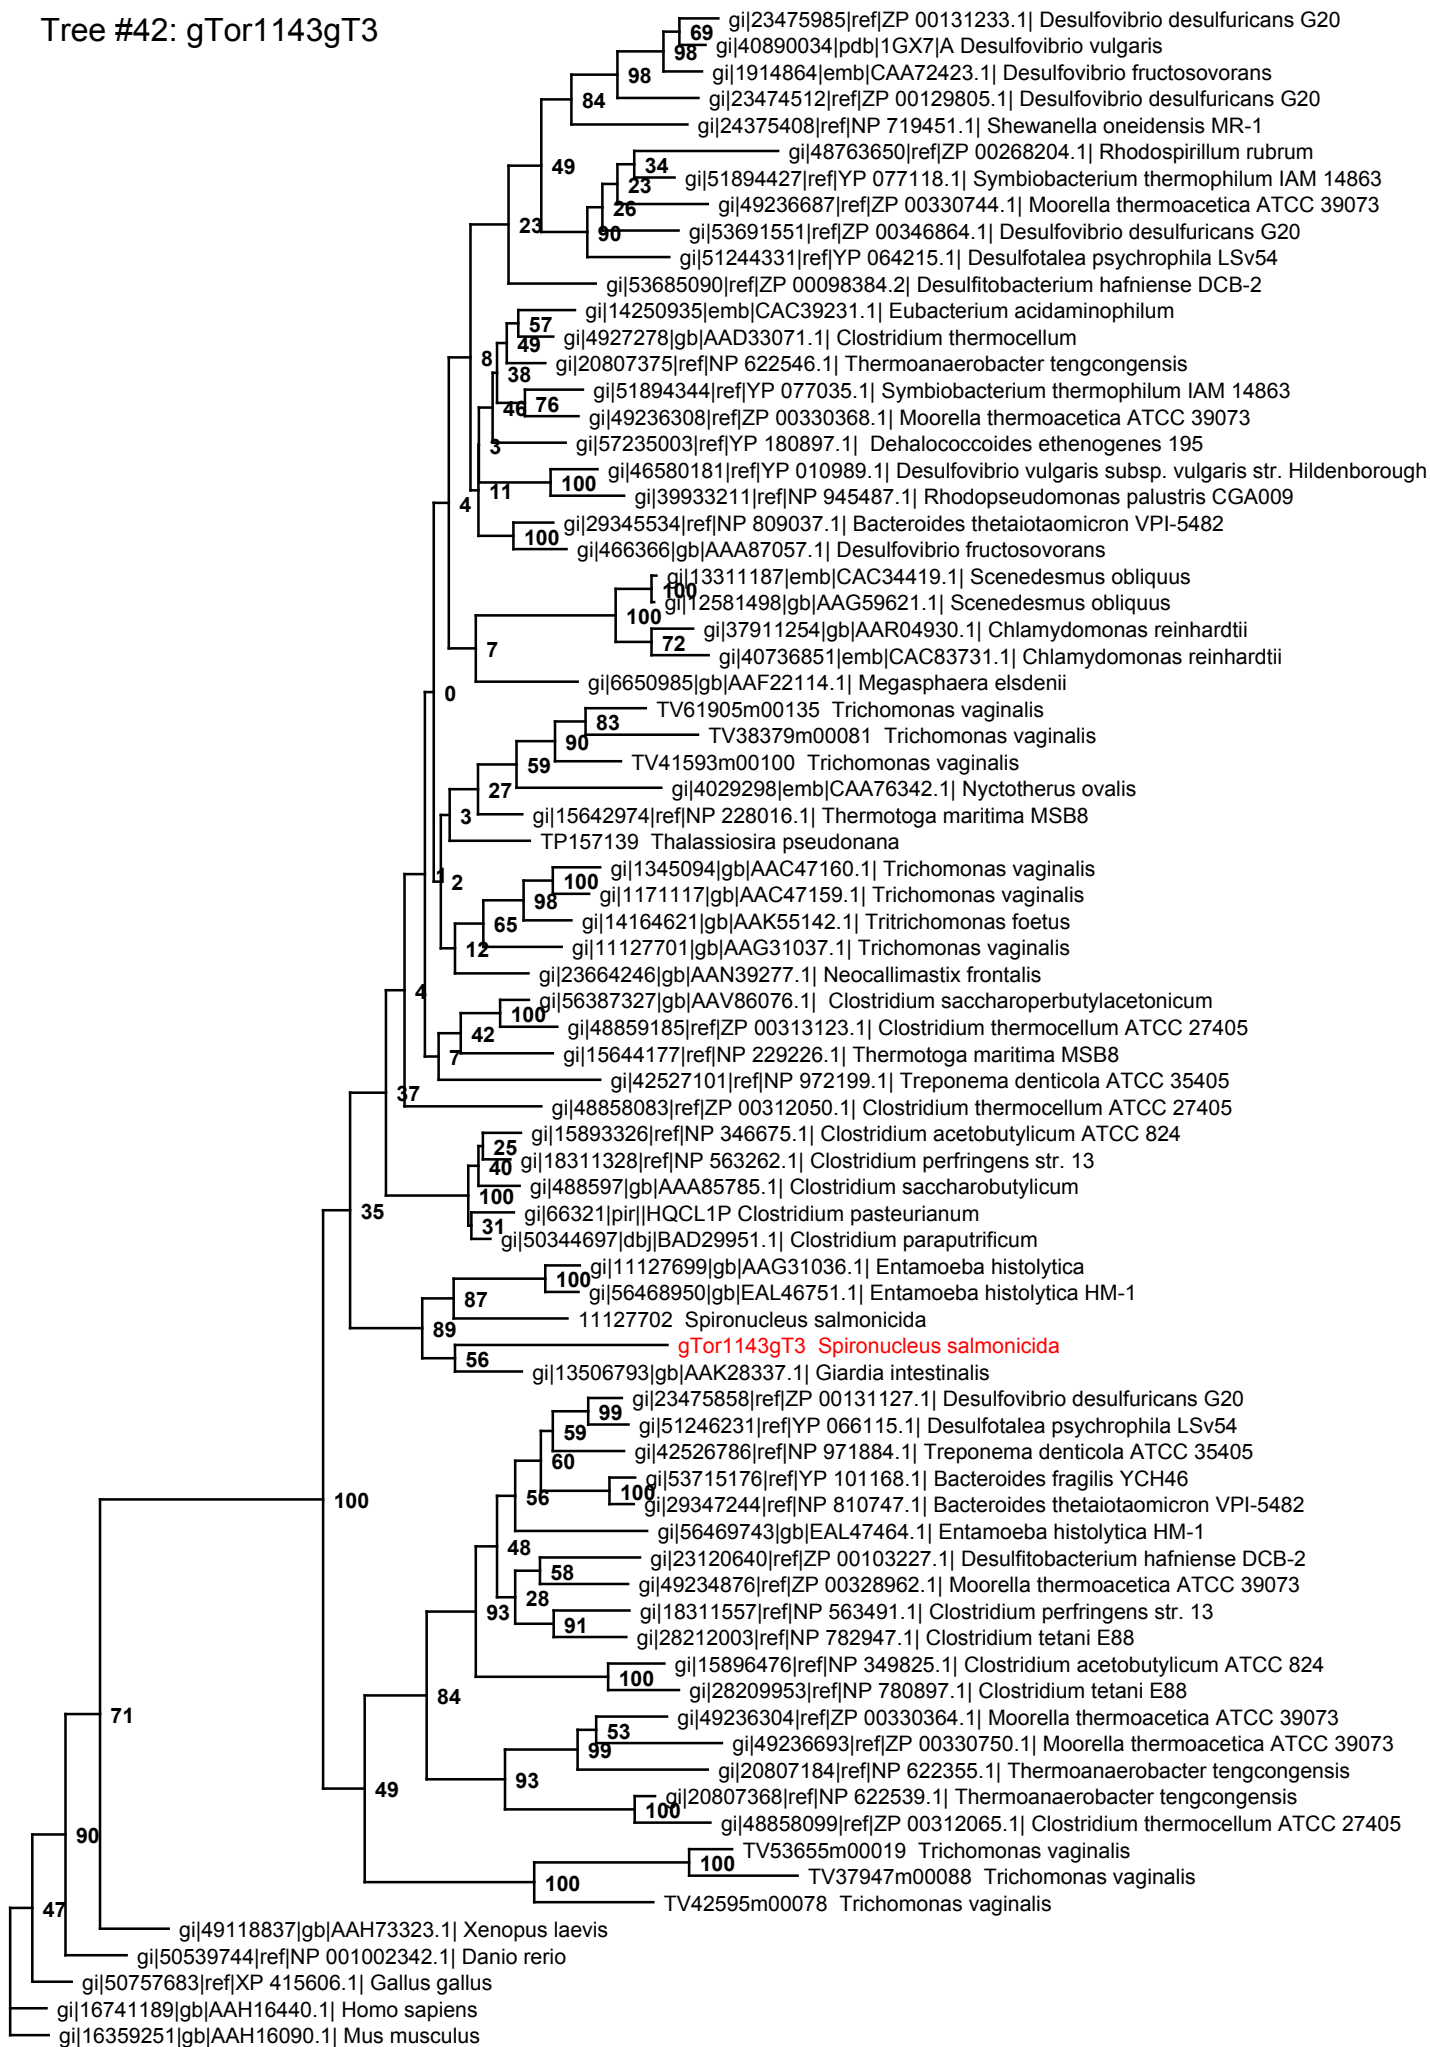 Tree #42: gTor1143gT3
gi|23475985|ref|ZP 00131233.1| Desulfovibrio desulfuricans G20
69
gi|40890034|pdb|1GX7|A Desulfovibrio vulgaris
98
gi|1914864|emb|CAA72423.1| Desulfovibrio fructosovorans
98
gi|23474512|ref|ZP 00129805.1| Desulfovibrio desulfuricans G20
84
gi|24375408|ref|NP 719451.1| Shewanella oneidensis MR-1
49
gi|48763650|ref|ZP 00268204.1| Rhodospirillum rubrum
34
gi|51894427|ref|YP 077118.1| Symbiobacterium thermophilum IAM 14863
23
gi|49236687|ref|ZP 00330744.1| Moorella thermoacetica ATCC 39073
26
23
90
gi|53691551|ref|ZP 00346864.1| Desulfovibrio desulfuricans G20
gi|51244331|ref|YP 064215.1| Desulfotalea psychrophila LSv54
gi|53685090|ref|ZP 00098384.2| Desulfitobacterium hafniense DCB-2
gi|14250935|emb|CAC39231.1| Eubacterium acidaminophilum
57
gi|4927278|gb|AAD33071.1| Clostridium thermocellum
49
8
gi|20807375|ref|NP 622546.1| Thermoanaerobacter tengcongensis
38
gi|51894344|ref|YP 077035.1| Symbiobacterium thermophilum IAM 14863
46
76
gi|49236308|ref|ZP 00330368.1| Moorella thermoacetica ATCC 39073
3
gi|57235003|ref|YP 180897.1| Dehalococcoides ethenogenes 195
gi|46580181|ref|YP 010989.1| Desulfovibrio vulgaris subsp. vulgaris str. Hildenborough
11
100
gi|39933211|ref|NP 945487.1| Rhodopseudomonas palustris CGA009
4
gi|29345534|ref|NP 809037.1| Bacteroides thetaiotaomicron VPI-5482
100
gi|466366|gb|AAA87057.1| Desulfovibrio fructosovorans
gi|13311187|emb|CAC34419.1| Scenedesmus obliquus
100
gi|12581498|gb|AAG59621.1| Scenedesmus obliquus
100
gi|37911254|gb|AAR04930.1| Chlamydomonas reinhardtii
7
72
gi|40736851|emb|CAC83731.1| Chlamydomonas reinhardtii
gi|6650985|gb|AAF22114.1| Megasphaera elsdenii
0
TV61905m00135 Trichomonas vaginalis
83
TV38379m00081 Trichomonas vaginalis
90
TV41593m00100 Trichomonas vaginalis
59
gi|4029298|emb|CAA76342.1| Nyctotherus ovalis
27
gi|15642974|ref|NP 228016.1| Thermotoga maritima MSB8
3
TP157139 Thalassiosira pseudonana
gi|1345094|gb|AAC47160.1| Trichomonas vaginalis
1
2
100
gi|1171117|gb|AAC47159.1| Trichomonas vaginalis
98
gi|14164621|gb|AAK55142.1| Tritrichomonas foetus
65
gi|11127701|gb|AAG31037.1| Trichomonas vaginalis
12
gi|23664246|gb|AAN39277.1| Neocallimastix frontalis
4
gi|56387327|gb|AAV86076.1| Clostridium saccharoperbutylacetonicum
100
gi|48859185|ref|ZP 00313123.1| Clostridium thermocellum ATCC 27405
42
gi|15644177|ref|NP 229226.1| Thermotoga maritima MSB8
7
gi|42527101|ref|NP 972199.1| Treponema denticola ATCC 35405
37
gi|48858083|ref|ZP 00312050.1| Clostridium thermocellum ATCC 27405
gi|15893326|ref|NP 346675.1| Clostridium acetobutylicum ATCC 824
25
gi|18311328|ref|NP 563262.1| Clostridium perfringens str. 13
40
gi|488597|gb|AAA85785.1| Clostridium saccharobutylicum
100
35
gi|66321|pir||HQCL1P Clostridium pasteurianum
31
gi|50344697|dbj|BAD29951.1| Clostridium paraputrificum
gi|11127699|gb|AAG31036.1| Entamoeba histolytica
100
gi|56468950|gb|EAL46751.1| Entamoeba histolytica HM-1
87
11127702 Spironucleus salmonicida
89
gTor1143gT3 Spironucleus salmonicida
56
gi|13506793|gb|AAK28337.1| Giardia intestinalis
gi|23475858|ref|ZP 00131127.1| Desulfovibrio desulfuricans G20
99
gi|51246231|ref|YP 066115.1| Desulfotalea psychrophila LSv54
59
gi|42526786|ref|NP 971884.1| Treponema denticola ATCC 35405
60
gi|53715176|ref|YP 101168.1| Bacteroides fragilis YCH46
100
56
100
gi|29347244|ref|NP 810747.1| Bacteroides thetaiotaomicron VPI-5482
gi|56469743|gb|EAL47464.1| Entamoeba histolytica HM-1
48
gi|23120640|ref|ZP 00103227.1| Desulfitobacterium hafniense DCB-2
58
gi|49234876|ref|ZP 00328962.1| Moorella thermoacetica ATCC 39073
28
93
gi|18311557|ref|NP 563491.1| Clostridium perfringens str. 13
91
gi|28212003|ref|NP 782947.1| Clostridium tetani E88
gi|15896476|ref|NP 349825.1| Clostridium acetobutylicum ATCC 824
100
gi|28209953|ref|NP 780897.1| Clostridium tetani E88
84
71
gi|49236304|ref|ZP 00330364.1| Moorella thermoacetica ATCC 39073
53
gi|49236693|ref|ZP 00330750.1| Moorella thermoacetica ATCC 39073
99
gi|20807184|ref|NP 622355.1| Thermoanaerobacter tengcongensis
93
49
gi|20807368|ref|NP 622539.1| Thermoanaerobacter tengcongensis
100
gi|48858099|ref|ZP 00312065.1| Clostridium thermocellum ATCC 27405
90
TV53655m00019 Trichomonas vaginalis
100
TV37947m00088 Trichomonas vaginalis
100
TV42595m00078 Trichomonas vaginalis
47
gi|49118837|gb|AAH73323.1| Xenopus laevis
gi|50539744|ref|NP 001002342.1| Danio rerio
gi|50757683|ref|XP 415606.1| Gallus gallus
gi|16741189|gb|AAH16440.1| Homo sapiens
gi|16359251|gb|AAH16090.1| Mus musculus